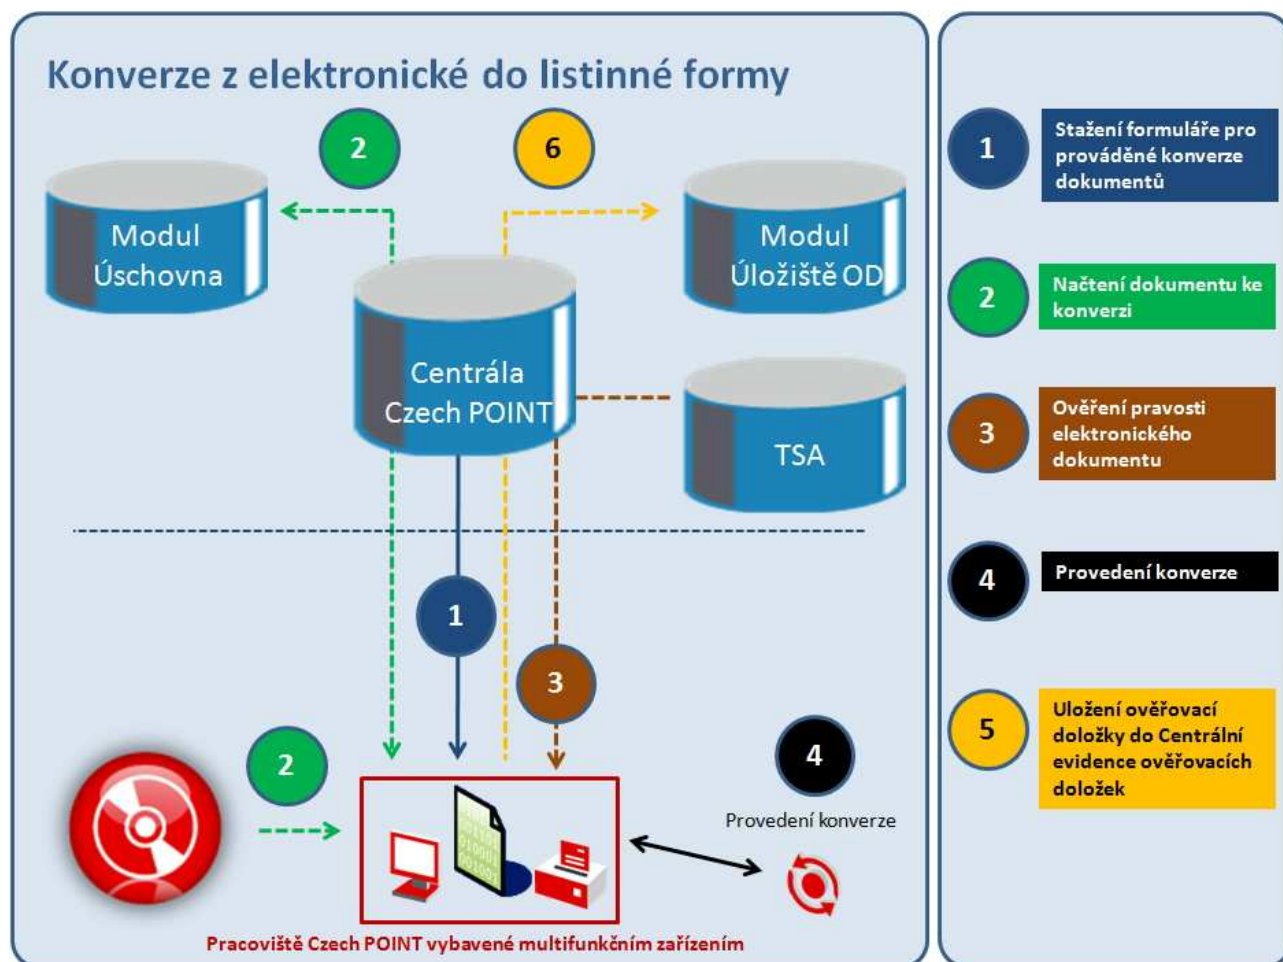 Konverze z elektronické do listinné formy
2
6
Modul
Úschovna
Modul
Úložiště OD
Centrála
Czech POINT
TSA
1
3
2
4
Provedení konverze
Pracoviště Czech POINT vybavené multifunkčním zařízením
1
Stažení formuláře pro
prováděné konverze
dokumentů
2
Načtení dokumentu ke
konverzi
3
Ověření pravosti
elektronického
dokumentu
4
Provedení konverze
5
Uložení ověřovací
doložky do Centrální
evidence ověřovacích
doložek